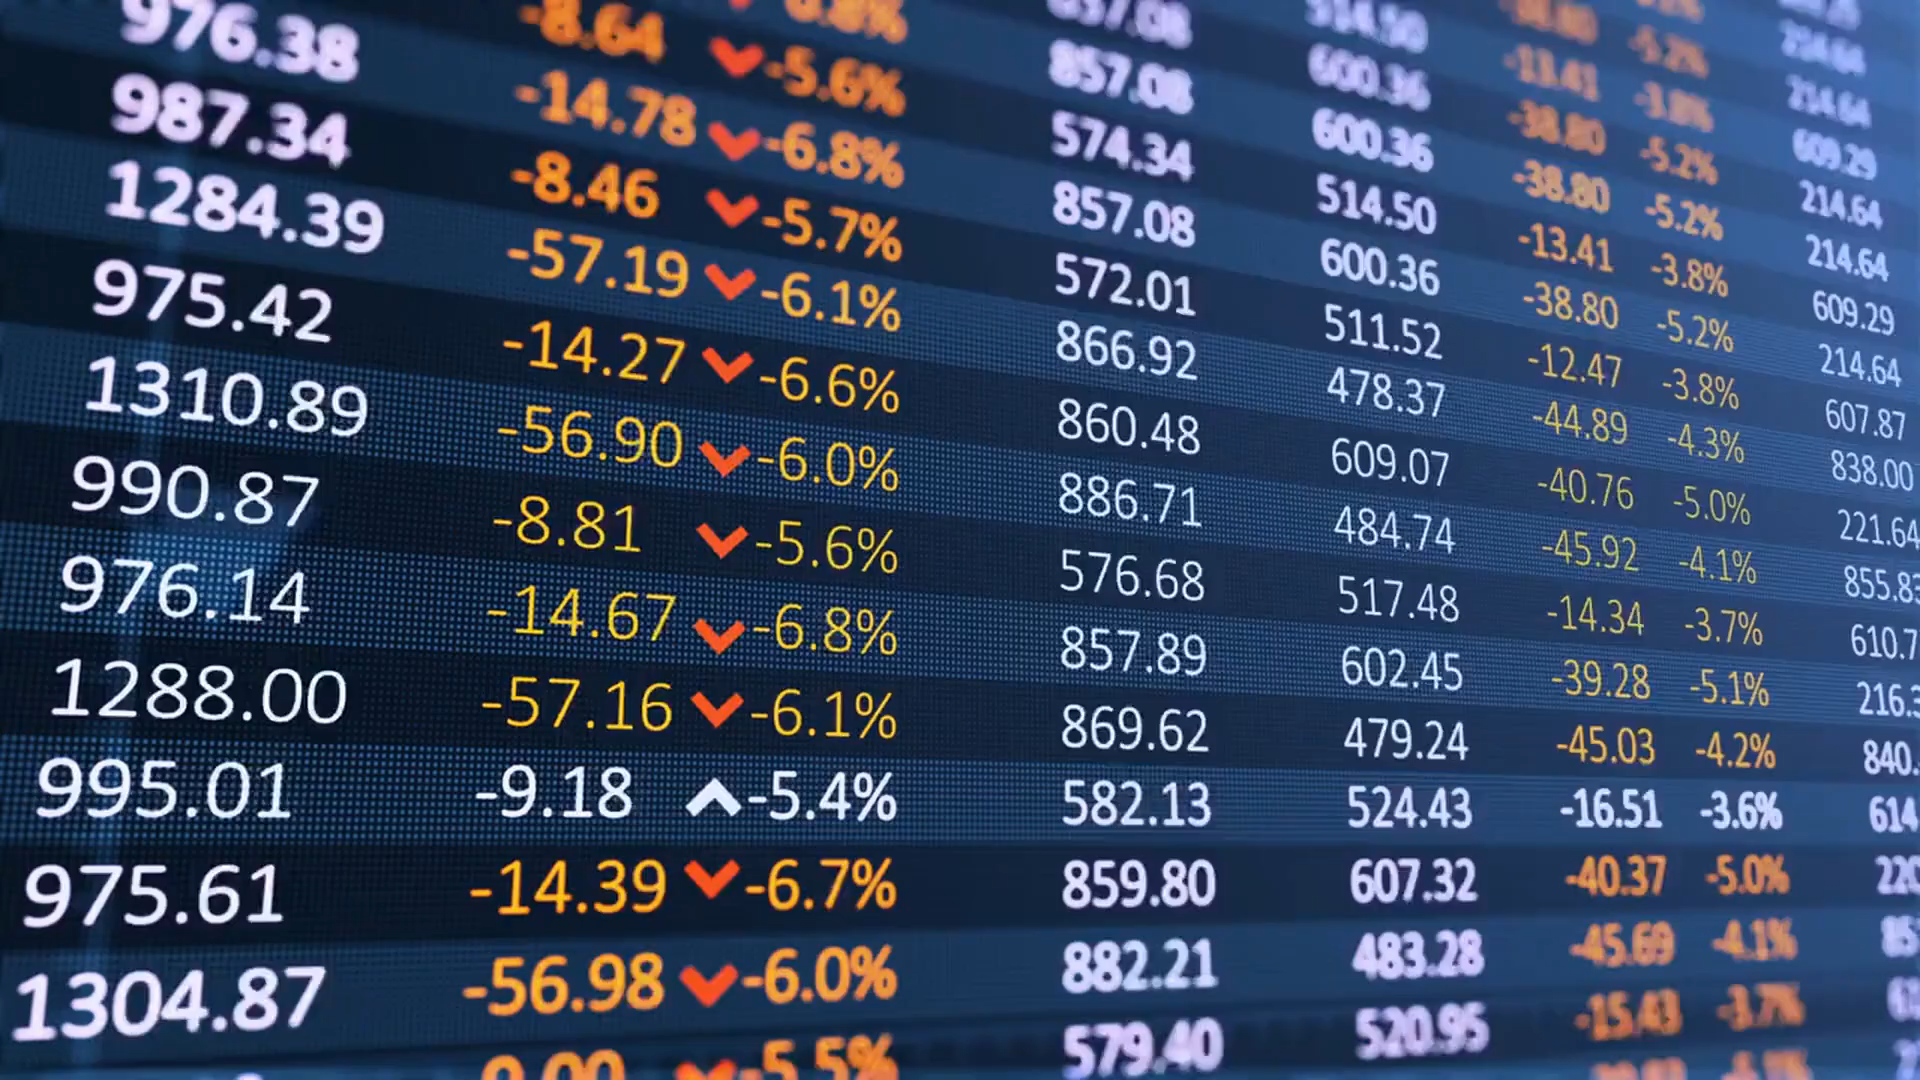 214.64
-38.80 -5.2% 214.64
514.50 -13.41 -3.8% 609.29
857.08 600.36 -38.80 -5.2% 214.64
857.08 600.36 -38.80 -5.2% 214.64
-8.64 -5.6% 574.34 514.50 -13.41 -3.8% 609.29
976.38 -14.78 -6.8% 857.08 600.36 -38.80 -5.2% 214.64
987.34 -8.46 -5.7% 572.01 511.52 -12.47 -3.8% 607.87
1284.39 -57.19 -6.1% 866.92 478.37 -44.89 -4.3% 838.00
975.42 -14.27 -6.6% 860.48 609.07 -40.76 -5.0% 221.64
1310.89 -56.90 -6.0% 886.71 484.74 -45.92 -4.1% 855.83
990.87 -8.81 -5.6% 576.68 517.48 -14.34 -3.7% 610.7
976.14 -14.67 -6.8% 857.89 602.45 -39.28 -5.1% 216.3
1288.00 -57.16 -6.1% 869.62 479.24 -45.03 -4.2% 840.
995.01 -9.18 -5.4% 582.13 524.43 -16.51 -3.6% 614
975.61 -14.39 -6.7% 859.80 607.32 -40.37 -5.0% 220
1304.87 -56.98 -6.0% 882.21 483.28 -45.69 -4.1% 85
-5.5% 579.40 520.95 -15.43 -3.7%